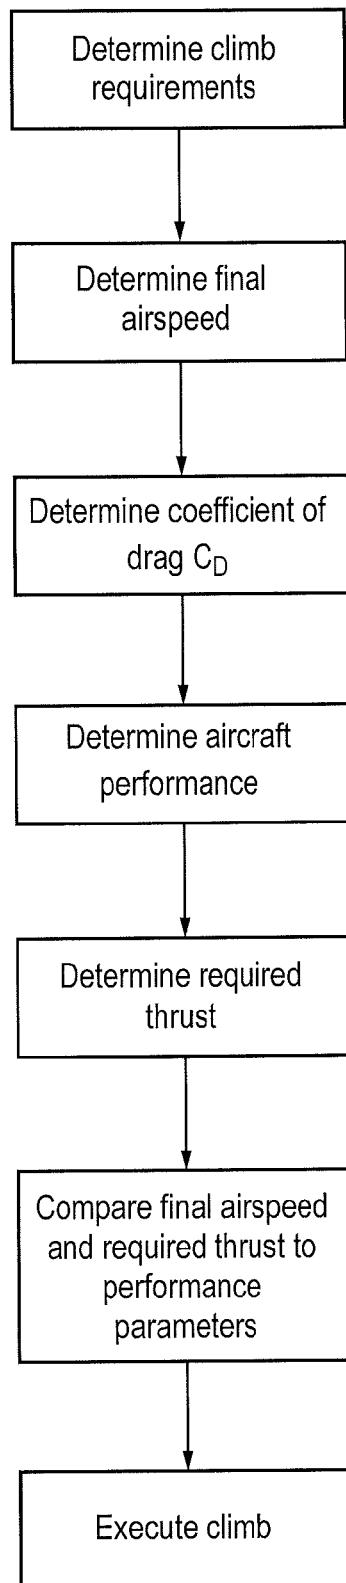 Determine climb
requirements
Determine final
airspeed
Determine coefficient of
drag C_D
Determine aircraft
performance
Determine required
thrust
Compare final airspeed
and required thrust to
performance
parameters
Execute climb